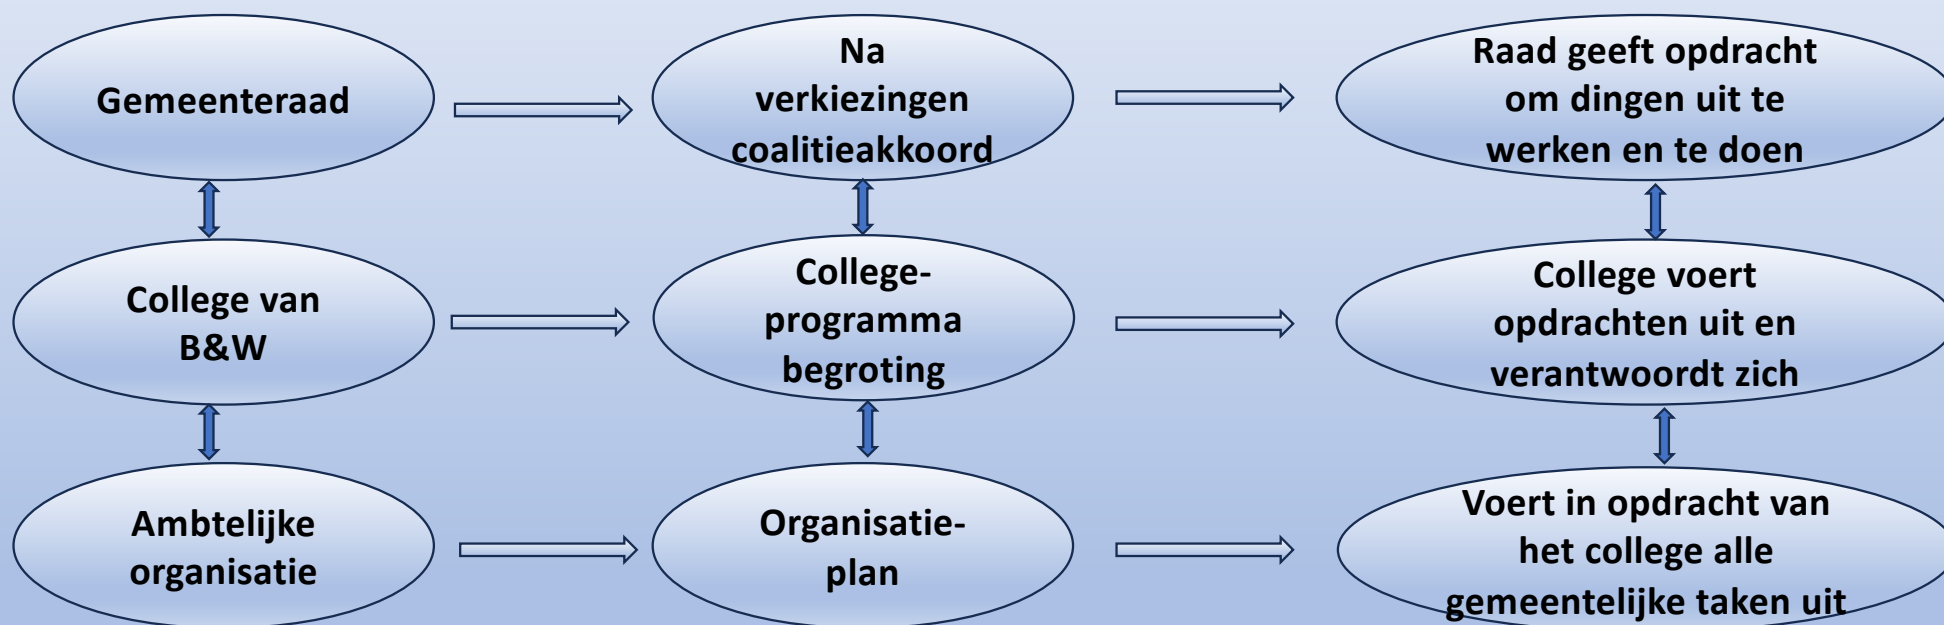 Gemeenteraad
Na
verkiezingen
coalitieakkoord
Raad geeft opdracht
om dingen uit te
werken en te doen
College van
B&W
College-
programma
begroting
College voert
opdrachten uit en
verantwoordt zich
Ambtelijke
organisatie
Organisatie-
plan
Voert in opdracht van
het college alle
gemeentelijke taken uit